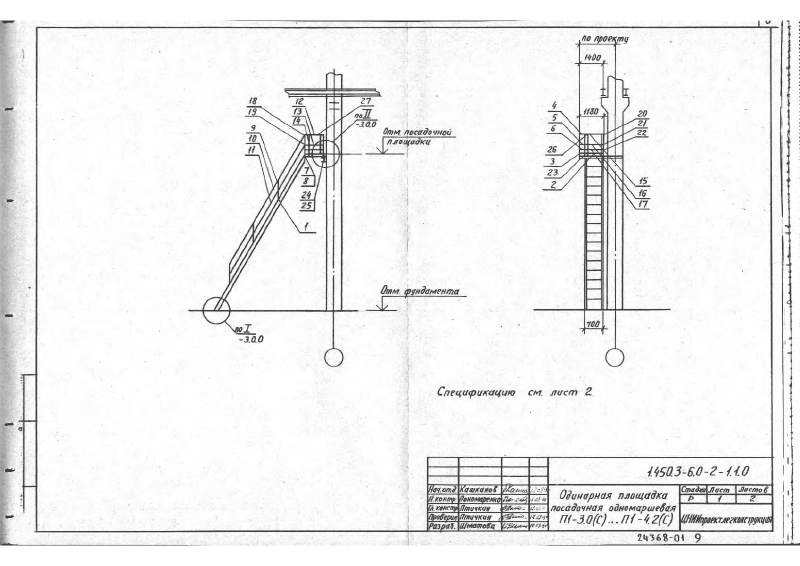 18
19
9
10
11
12
13
14
27
по II
-3.0.0
Отм. посадочной
площадки
7
8
24
25
1
Отм. фундамента
по I
-3.0.0
по проекту
1400
1180
4
5
6
26
3
23
2
20
21
22
15
16
17
700
Спецификацию см. лист 2
1.450.3-6.0-2-1.1.0
Нач.отд Кашканов
Н.контр. Пономаренко
Гл. констр Птичкин
Проверил Птичкин
Разраб. Шматова
Одинарная площадка
посадочная одномаршевая
П1-3.0(С)...П1-4.2(С)
Стадия Лист Листов
Р 1 2
ЦНИИпроектлегконструкция
24368-01 9